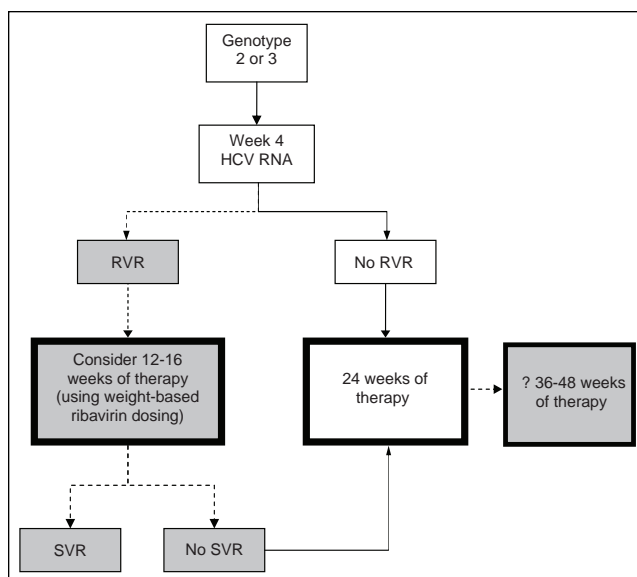 Genotype
2 or 3
Week 4
HCV RNA
RVR
No RVR
Consider 12-16
weeks of therapy
(using weight-based
ribavirin dosing)
24 weeks of
therapy
? 36-48 weeks
of therapy
SVR
No SVR